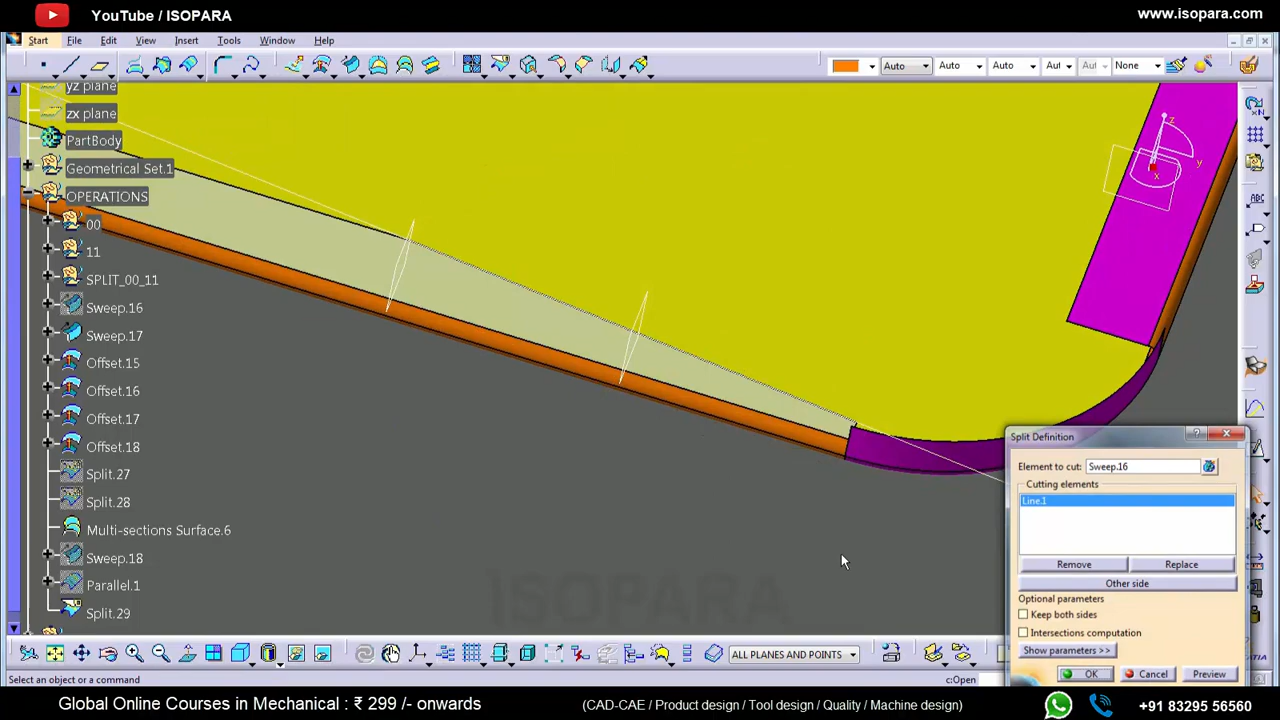 YouTube / ISOPARA
www.isopara.com
Start File Edit View Insert Tools Window Help
Auto Auto Auto Aut Aut None
yz plane
zx plane
PartBody
Geometrical Set.1
OPERATIONS
00
11
SPLIT_00_11
Sweep.16
Sweep.17
Offset.15
Offset.16
Offset.17
Offset.18
Split.27
Split.28
Multi-sections Surface.6
Sweep.18
Parallel.1
Split.29
z
y
x
Split Definition
Element to cut: Sweep.16
Cutting elements
Line.1
Remove Replace
Other side
Optional parameters
Keep both sides
Intersections computation
Show parameters >>
OK Cancel Preview
ISOPARA
ALL PLANES AND POINTS
Select an object or a command
c:Open
Global Online Courses in Mechanical : ₹ 299 /- onwards
(CAD-CAE / Product design / Tool design / Quality / Machine design)
+91 83295 56560